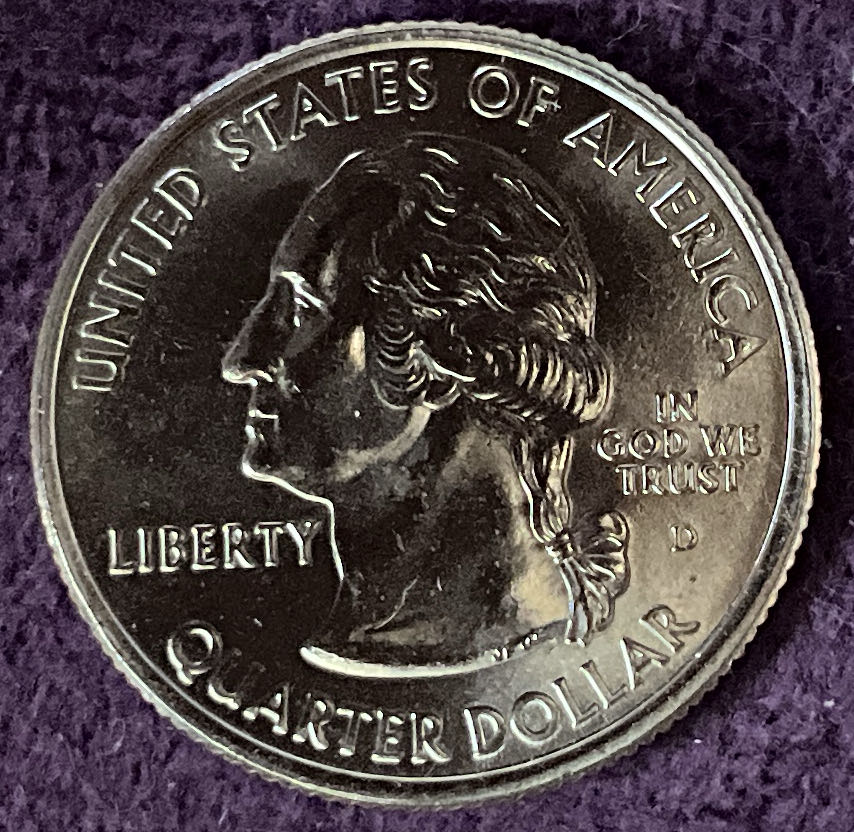 UNITED STATES OF AMERICA
LIBERTY
IN
GOD WE
TRUST
D
QUARTER DOLLAR